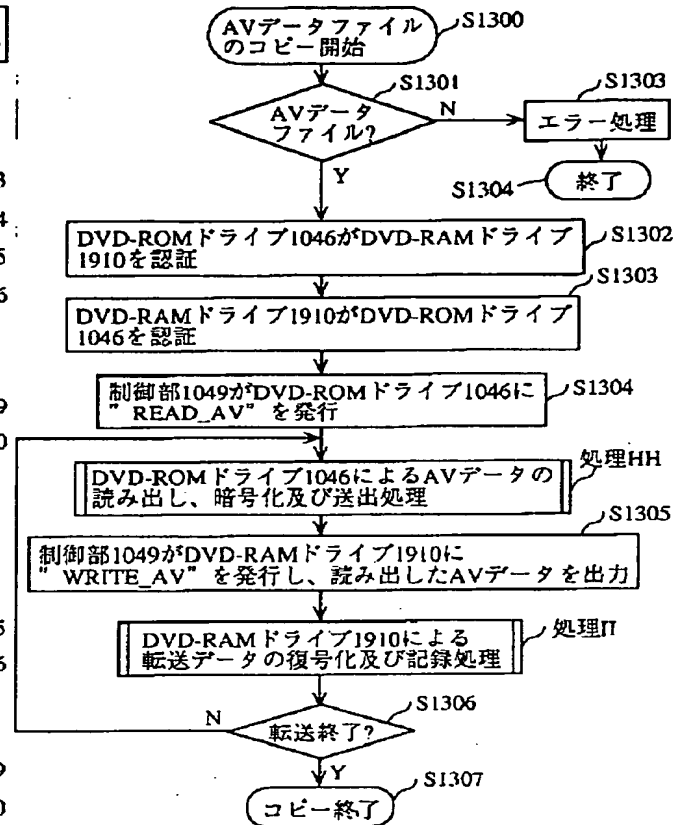 AVデータファイル
のコピー開始
S1300
S1301
AVデータ
ファイル?
N
S1303
エラー処理
S1304
終了
Y
DVD-ROMドライブ1046がDVD-RAMドライブ
1910を認証
S1302
S1303
DVD-RAMドライブ1910がDVD-ROMドライブ
1046を認証
制御部1049がDVD-ROMドライブ1046に
" READ_AV" を発行
S1304
DVD-ROMドライブ1046によるAVデータの
読み出し、暗号化及び送出処理
処理HH
S1305
制御部1049がDVD-RAMドライブ1910に
" WRITE_AV" を発行し、読み出したAVデータを出力
DVD-RAMドライブ1910による
転送データの復号化及び記録処理
処理II
S1306
N
転送終了?
Y
S1307
コピー終了